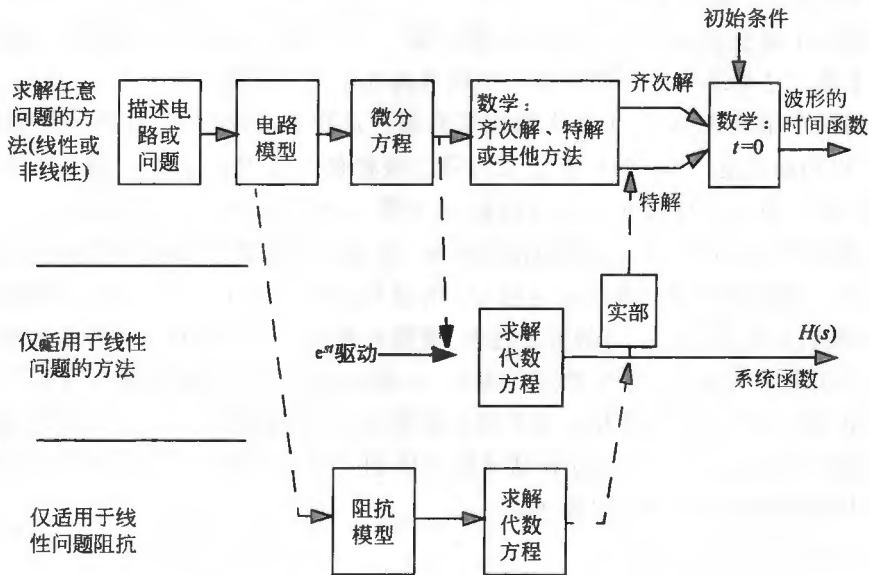 初始条件
求解任意
问题的方
法(线性或
非线性)
描述电
路或
问题
电路
模型
微分
方程
数学：
齐次解、特解
或其他方法
齐次解
特解
数学：
t=0
波形的
时间函数
实部
仅适用于线性
问题的方法
e^{st}驱动
求解
代数
方程
H(s)
系统函数
仅适用于线
性问题阻抗
阻抗
模型
求解
代数
方程